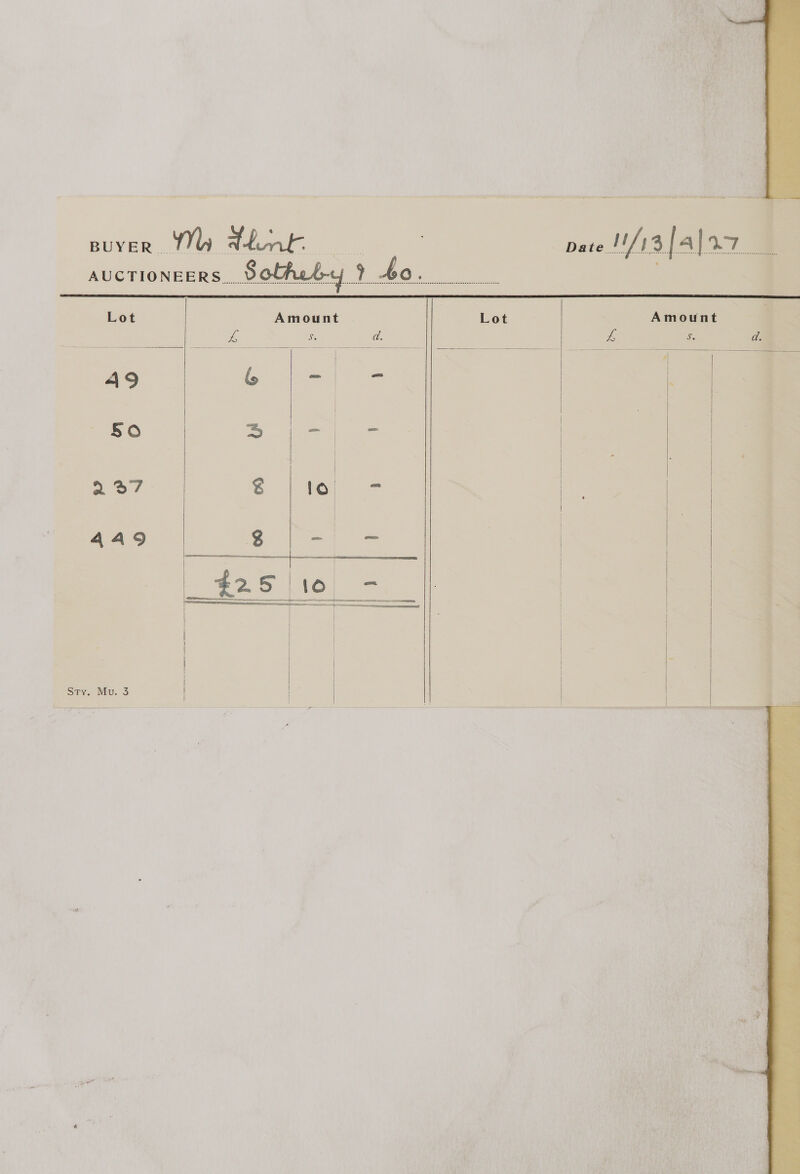 BUYER Mr Flint.
Date 11/13/4/27
AUCTIONEERS Sotheby & Co.
Lot Amount Lot Amount
£ s. d. £ s. d.
49 6 - -
50 3 - -
237 8 10 -
449 8 - -
£25 10 -
Sty. Mu. 3